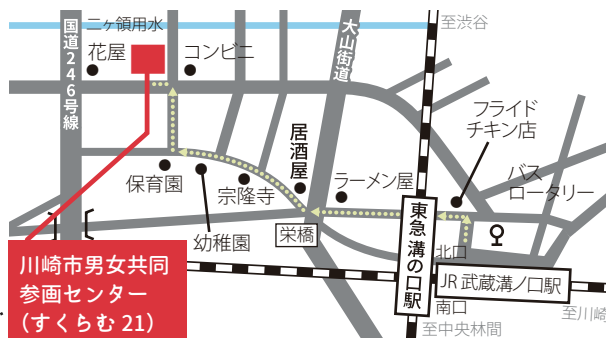 二ヶ領用水
至渋谷
国道246号線
花屋
コンビニ
大山街道
フライド
チキン店
居酒屋
バス
ロータリー
保育園
宗隆寺
ラーメン屋
幼稚園
栄橋
東急 溝の口駅
北口
JR 武蔵溝ノ口駅
南口
至川崎
至中央林間
川崎市男女共同
参画センター
(すくらむ 21)